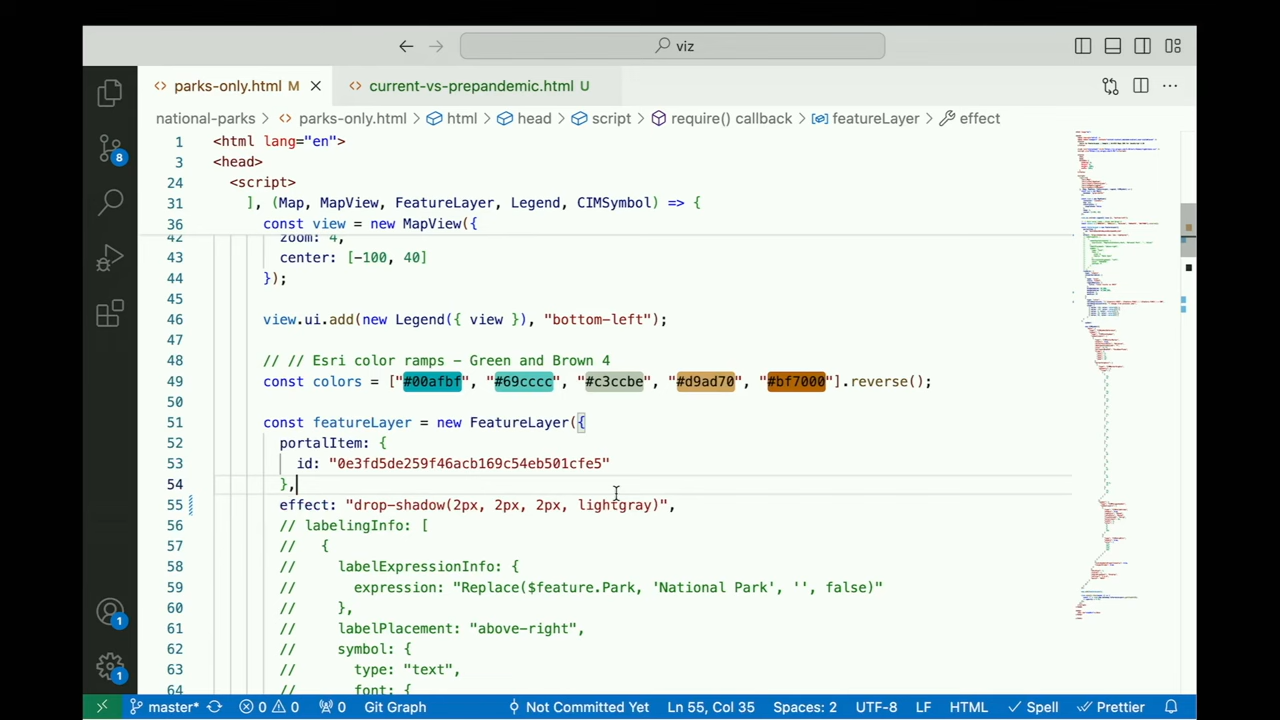 viz
parks-only.html M
current-vs-prepandemic.html U
national-parks > parks-only.html > html > head > script > require() callback > featureLayer > effect
1 <html lang="en">
3 <head>
24 <script>
31 ], (Map, MapView, FeatureLayer, Legend, CIMSymbol) => {
36 const view = new MapView({
42 zoom: 4,
43 center: [-100, 40]
44 });
45
46 view.ui.add(new Legend({ view }), "bottom-left");
47
48 // // Esri color ramps - Green and Brown 4
49 const colors = ["#00afbf", "#69cccc", "#c3ccbe", "#d9ad70", "#bf7000"].reverse();
50
51 const featureLayer = new FeatureLayer({
52 portalItem: {
53 id: "0e3fd5de259f46acb169c54eb501cfe5"
54 },
55 effect: "drop-shadow(2px, 2px, 2px, lightgray)",
56 // labelingInfo: [
57 // {
58 // labelExpressionInfo: {
59 // expression: "Replace($feature.Park, 'National Park', '', false)"
60 // },
61 // labelPlacement: "above-right",
62 // symbol: {
63 // type: "text",
64 // font: {
8
1
1
master* 0 0 0 Git Graph Not Committed Yet Ln 55, Col 35 Spaces: 2 UTF-8 LF HTML Spell Prettier